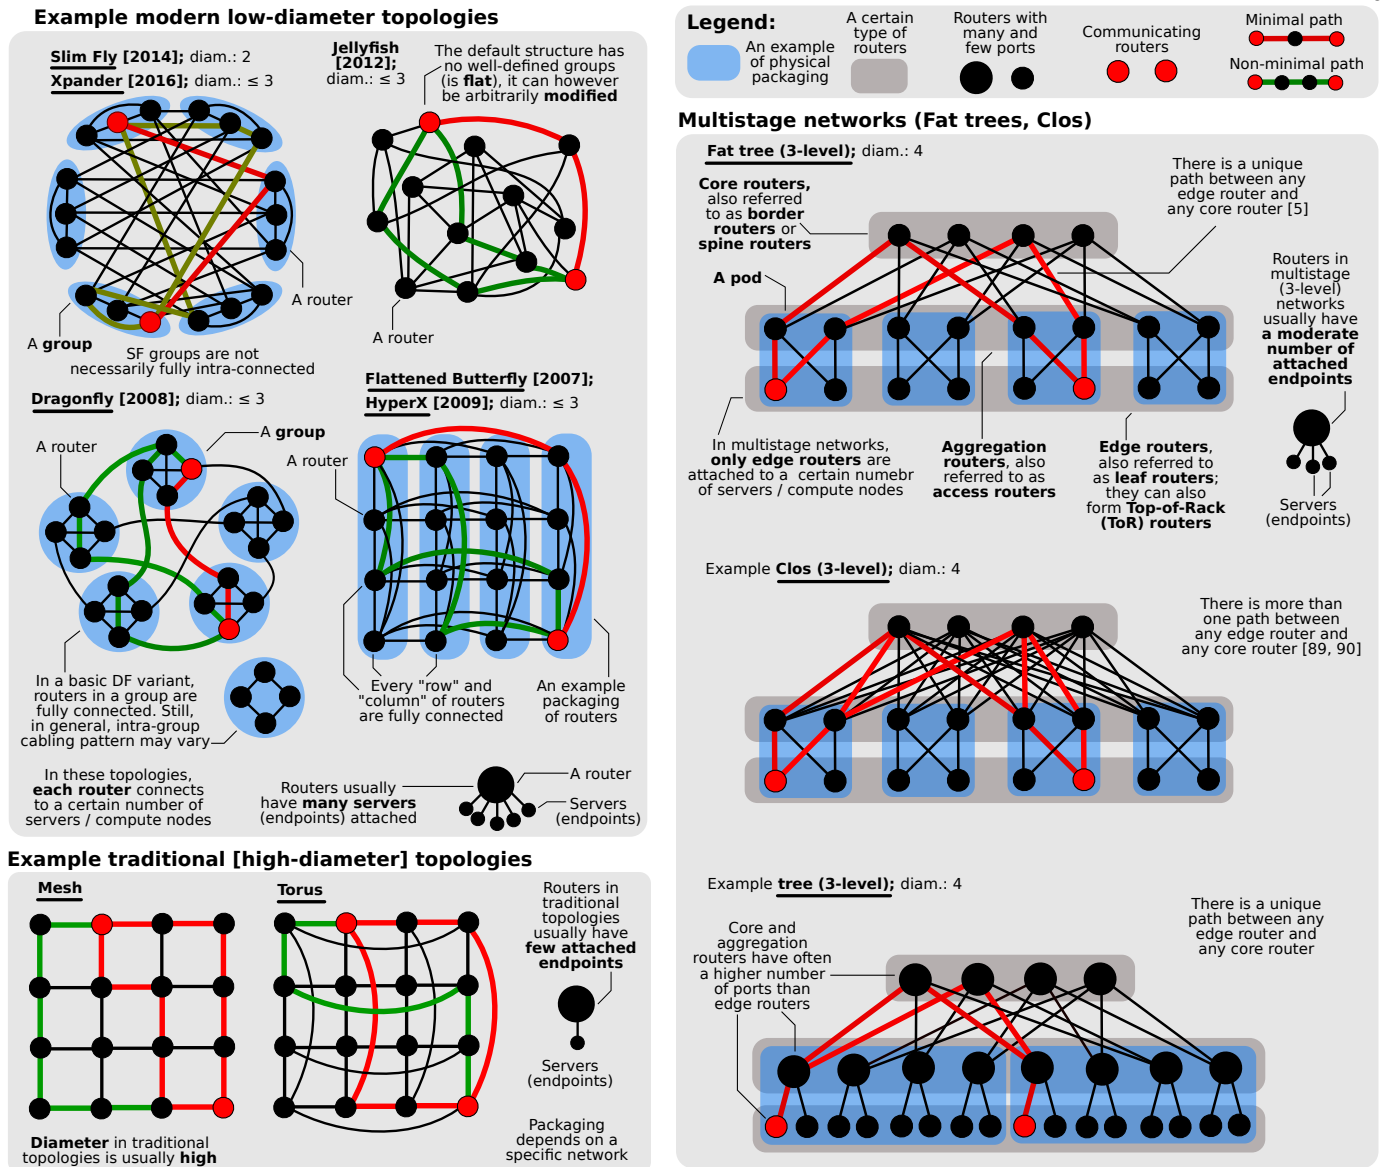 Example modern low-diameter topologies
Slim Fly [2014]; diam.: 2
Xpander [2016]; diam.: ≤ 3
Jellyfish
[2012];
diam.: ≤ 3
The default structure has
no well-defined groups
(is flat), it can however
be arbitrarily modified
A router
A group
SF groups are not
necessarily fully intra-connected
A router
Dragonfly [2008]; diam.: ≤ 3
A router
A group
Flattened Butterfly [2007];
HyperX [2009]; diam.: ≤ 3
A router
In a basic DF variant,
routers in a group are
fully connected. Still,
in general, intra-group
cabling pattern may vary
Every "row" and
"column" of routers
are fully connected
An example
packaging
of routers
In these topologies,
each router connects
to a certain number of
servers / compute nodes
Routers usually
have many servers
(endpoints) attached
A router
Servers
(endpoints)
Example traditional [high-diameter] topologies
Mesh
Torus
Routers in
traditional
topologies
usually have
few attached
endpoints
Servers
(endpoints)
Diameter in traditional
topologies is usually high
Packaging
depends on a
specific network
Legend:
An example
of physical
packaging
A certain
type of
routers
Routers with
many and
few ports
Communicating
routers
Minimal path
Non-minimal path
Multistage networks (Fat trees, Clos)
Fat tree (3-level); diam.: 4
Core routers,
also referred
to as border
routers or
spine routers
There is a unique
path between any
edge router and
any core router [5]
A pod
Routers in
multistage
(3-level)
networks
usually have
a moderate
number of
attached
endpoints
Servers
(endpoints)
In multistage networks,
only edge routers are
attached to a certain numebr
of servers / compute nodes
Aggregation
routers, also
referred to as
access routers
Edge routers,
also referred to
as leaf routers;
they can also
form Top-of-Rack
(ToR) routers
Example Clos (3-level); diam.: 4
There is more than
one path between
any edge router and
any core router [89, 90]
Example tree (3-level); diam.: 4
Core and
aggregation
routers have often
a higher number
of ports than
edge routers
There is a unique
path between any
edge router and
any core router